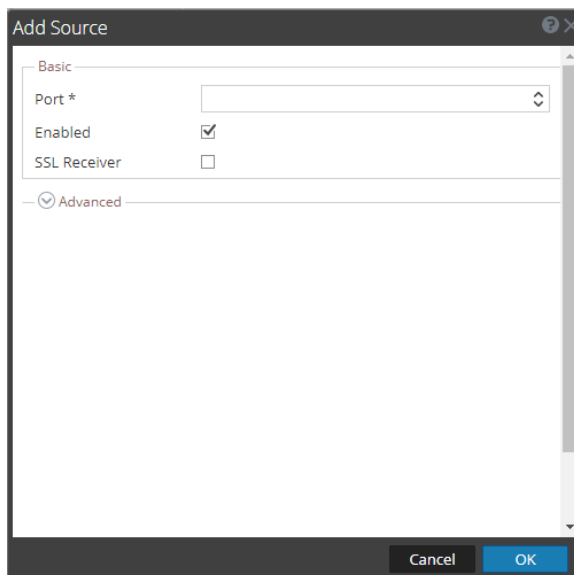 Add Source
Basic
Port *
Enabled
SSL Receiver
Advanced
Cancel OK